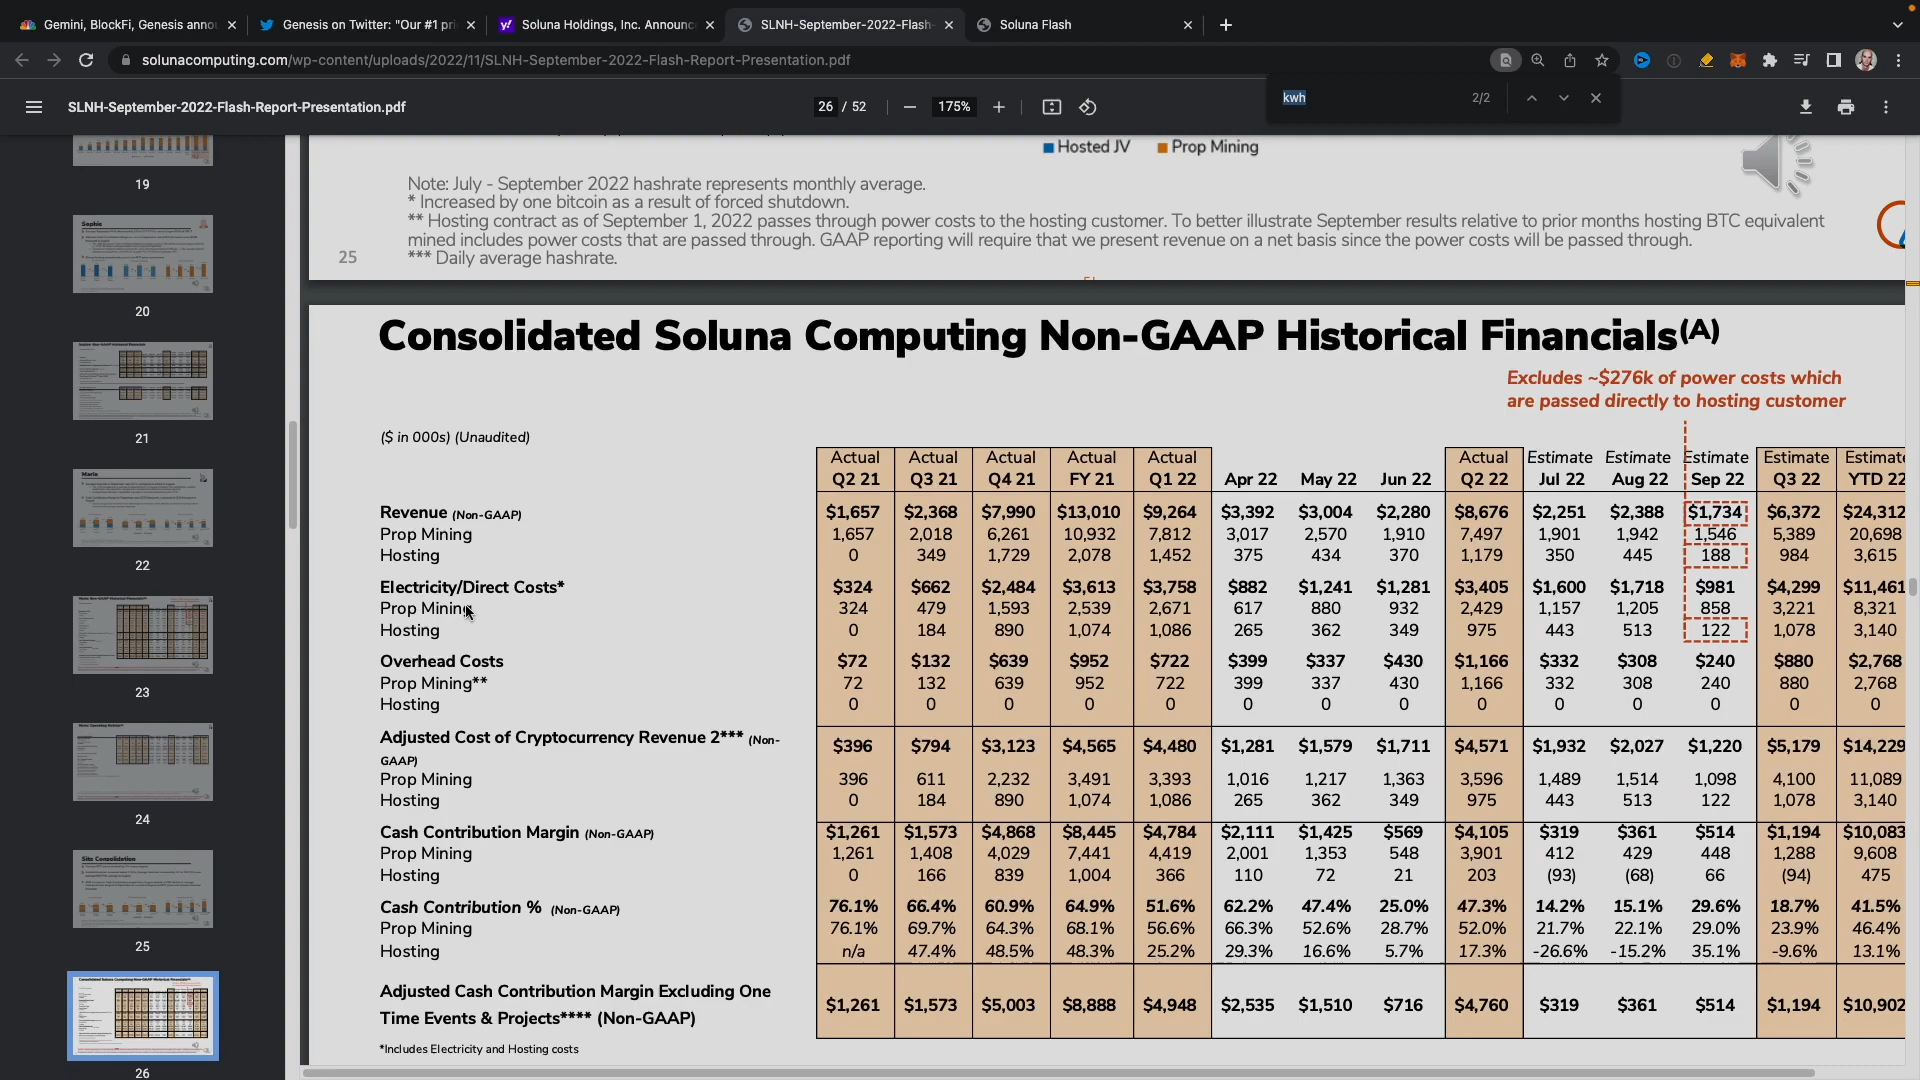 Gemini, BlockFi, Genesis annou
Genesis on Twitter: "Our #1 pri
Soluna Holdings, Inc. Announc
SLNH-September-2022-Flash-
Soluna Flash
solunacomputing.com/wp-content/uploads/2022/11/SLNH-September-2022-Flash-Report-Presentation.pdf
SLNH-September-2022-Flash-Report-Presentation.pdf
26 / 52
175%
kwh 2/2
19
20
21
22
23
24
25
26
Sophie
Marie
Site Consolidation
Hosted JV Prop Mining
Note: July - September 2022 hashrate represents monthly average.
* Increased by one bitcoin as a result of forced shutdown.
** Hosting contract as of September 1, 2022 passes through power costs to the hosting customer. To better illustrate September results relative to prior months hosting BTC equivalent
mined includes power costs that are passed through. GAAP reporting will require that we present revenue on a net basis since the power costs will be passed through.
*** Daily average hashrate.
25
Consolidated Soluna Computing Non-GAAP Historical Financials(A)
Excludes ~$276k of power costs which
are passed directly to hosting customer
($ in 000s) (Unaudited)
Actual Actual Actual Actual Actual Actual Estimate Estimate Estimate Estimate Estimate
Q2 21 Q3 21 Q4 21 FY 21 Q1 22 Apr 22 May 22 Jun 22 Q2 22 Jul 22 Aug 22 Sep 22 Q3 22 YTD 22
Revenue (Non-GAAP) $1,657 $2,368 $7,990 $13,010 $9,264 $3,392 $3,004 $2,280 $8,676 $2,251 $2,388 $1,734 $6,372 $24,312
Prop Mining 1,657 2,018 6,261 10,932 7,812 3,017 2,570 1,910 7,497 1,901 1,942 1,546 5,389 20,698
Hosting 0 349 1,729 2,078 1,452 375 434 370 1,179 350 445 188 984 3,615
Electricity/Direct Costs* $324 $662 $2,484 $3,613 $3,758 $882 $1,241 $1,281 $3,405 $1,600 $1,718 $981 $4,299 $11,461
Prop Mining 324 479 1,593 2,539 2,671 617 880 932 2,429 1,157 1,205 858 3,221 8,321
Hosting 0 184 890 1,074 1,086 265 362 349 975 443 513 122 1,078 3,140
Overhead Costs $72 $132 $639 $952 $722 $399 $337 $430 $1,166 $332 $308 $240 $880 $2,768
Prop Mining** 72 132 639 952 722 399 337 430 1,166 332 308 240 880 2,768
Hosting 0 0 0 0 0 0 0 0 0 0 0 0 0 0
Adjusted Cost of Cryptocurrency Revenue 2*** (Non-
GAAP) $396 $794 $3,123 $4,565 $4,480 $1,281 $1,579 $1,711 $4,571 $1,932 $2,027 $1,220 $5,179 $14,229
Prop Mining 396 611 2,232 3,491 3,393 1,016 1,217 1,363 3,596 1,489 1,514 1,098 4,100 11,089
Hosting 0 184 890 1,074 1,086 265 362 349 975 443 513 122 1,078 3,140
Cash Contribution Margin (Non-GAAP) $1,261 $1,573 $4,868 $8,445 $4,784 $2,111 $1,425 $569 $4,105 $319 $361 $514 $1,194 $10,083
Prop Mining 1,261 1,408 4,029 7,441 4,419 2,001 1,353 548 3,901 412 429 448 1,288 9,608
Hosting 0 166 839 1,004 366 110 72 21 203 (93) (68) 66 (94) 475
Cash Contribution % (Non-GAAP) 76.1% 66.4% 60.9% 64.9% 51.6% 62.2% 47.4% 25.0% 47.3% 14.2% 15.1% 29.6% 18.7% 41.5%
Prop Mining 76.1% 69.7% 64.3% 68.1% 56.6% 66.3% 52.6% 28.7% 52.0% 21.7% 22.1% 29.0% 23.9% 46.4%
Hosting n/a 47.4% 48.5% 48.3% 25.2% 29.3% 16.6% 5.7% 17.3% -26.6% -15.2% 35.1% -9.6% 13.1%
Adjusted Cash Contribution Margin Excluding One
Time Events & Projects**** (Non-GAAP) $1,261 $1,573 $5,003 $8,888 $4,948 $2,535 $1,510 $716 $4,760 $319 $361 $514 $1,194 $10,902
*Includes Electricity and Hosting costs